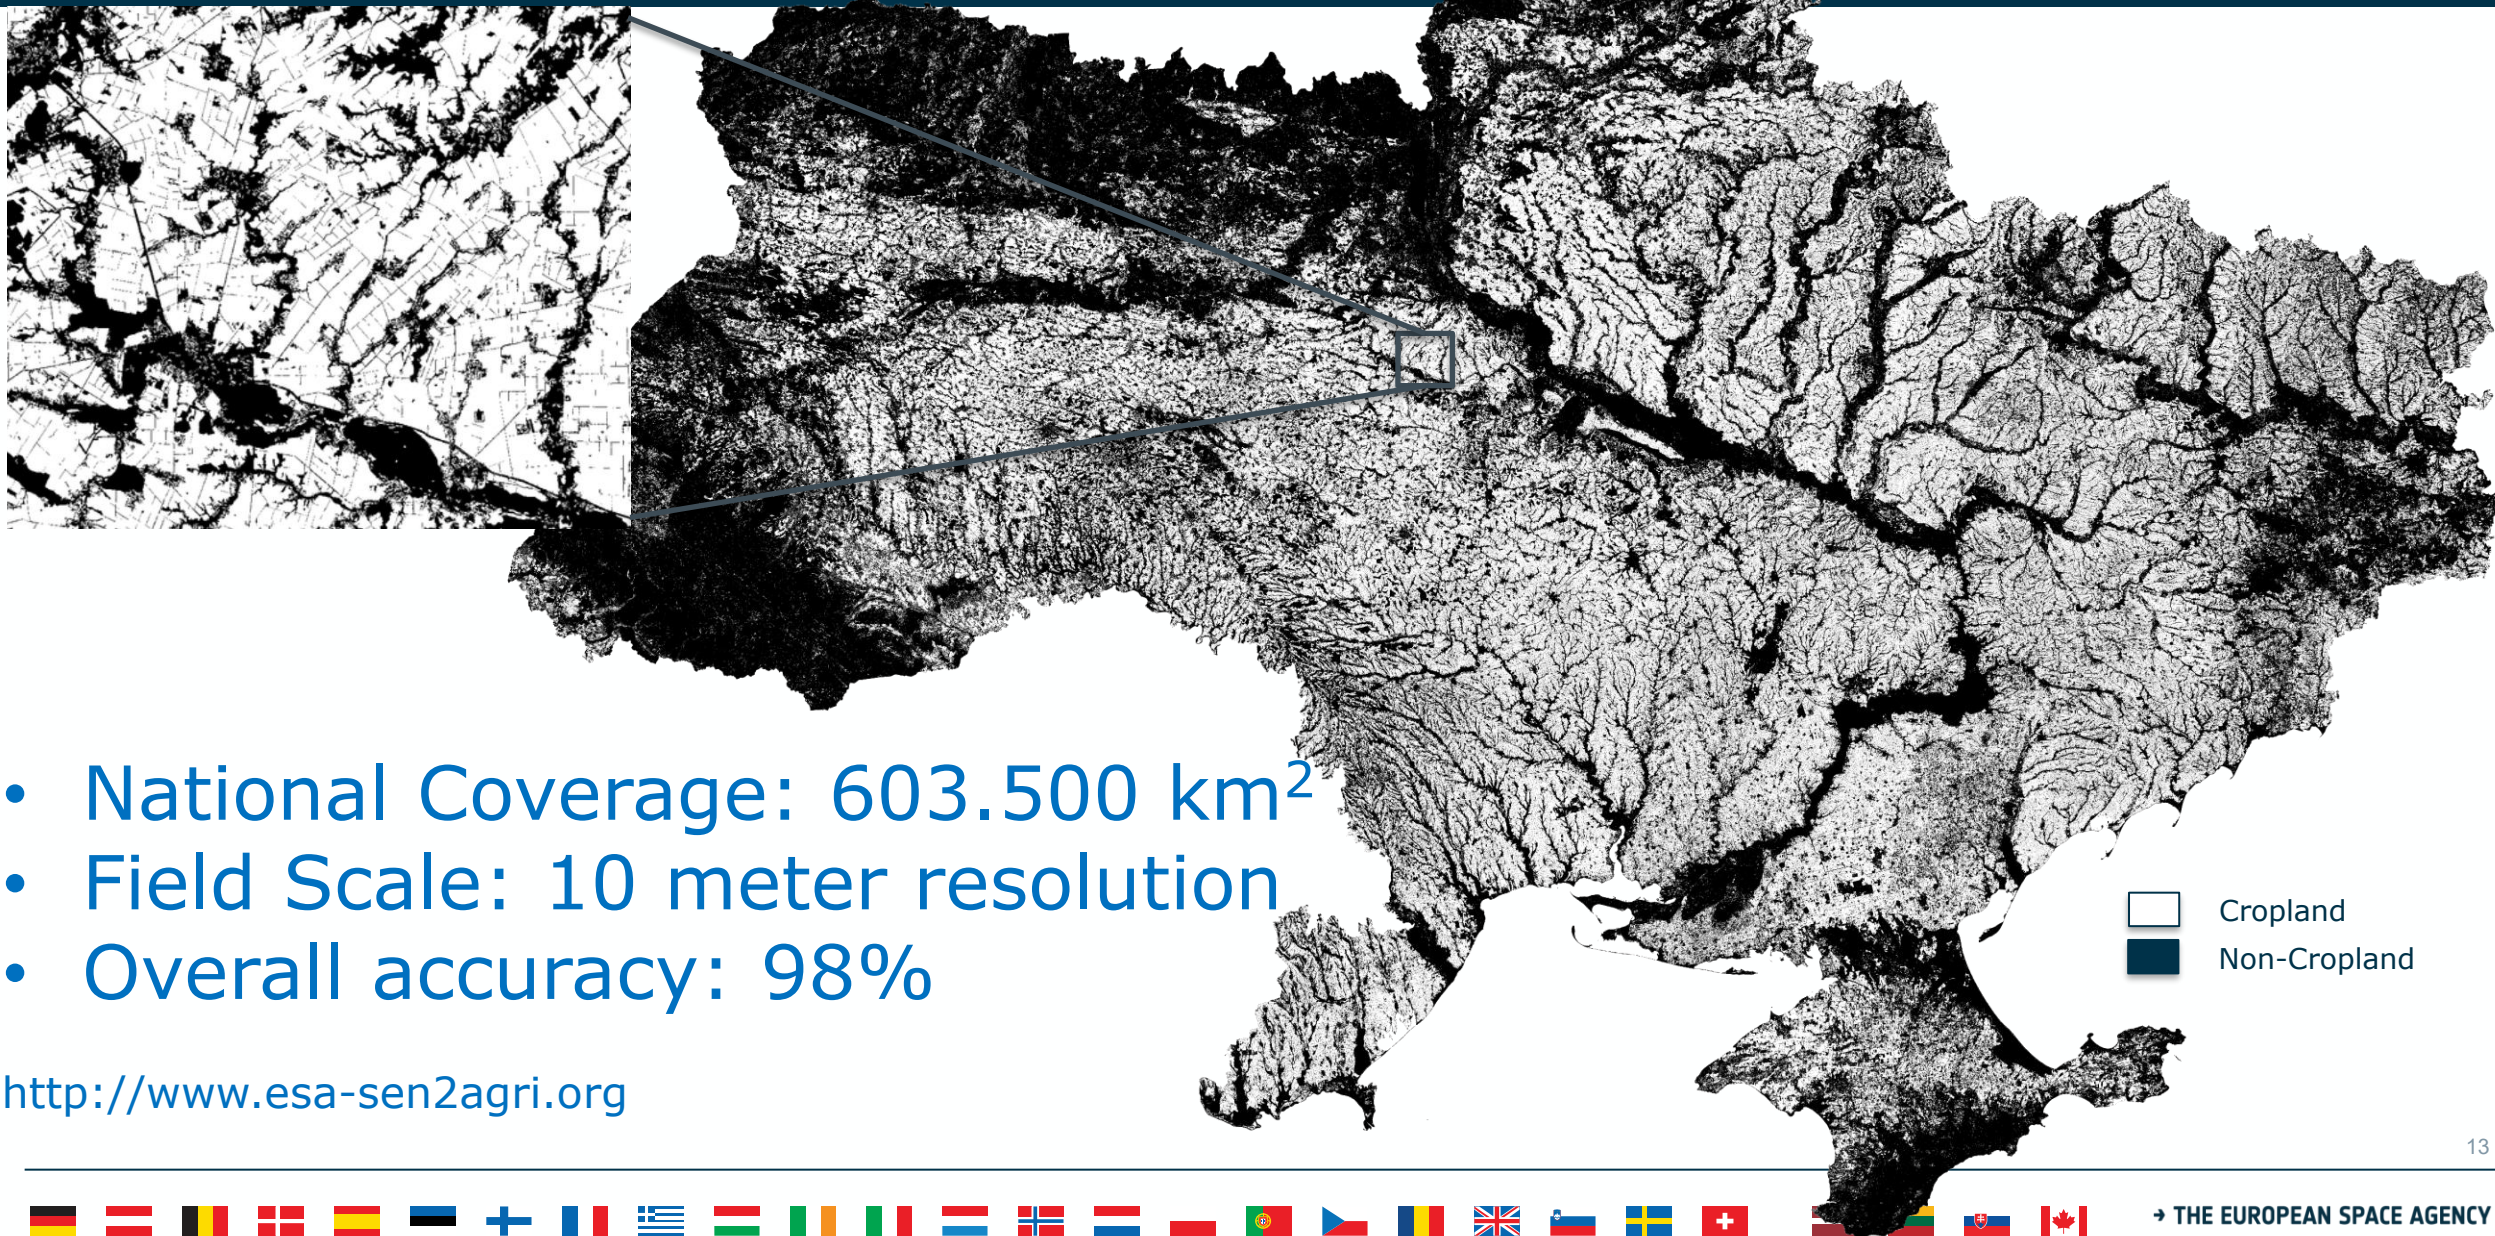 • National Coverage: 603.500 km²
• Field Scale: 10 meter resolution
• Overall accuracy: 98%
http://www.esa-sen2agri.org
Cropland
Non-Cropland
13
→ THE EUROPEAN SPACE AGENCY